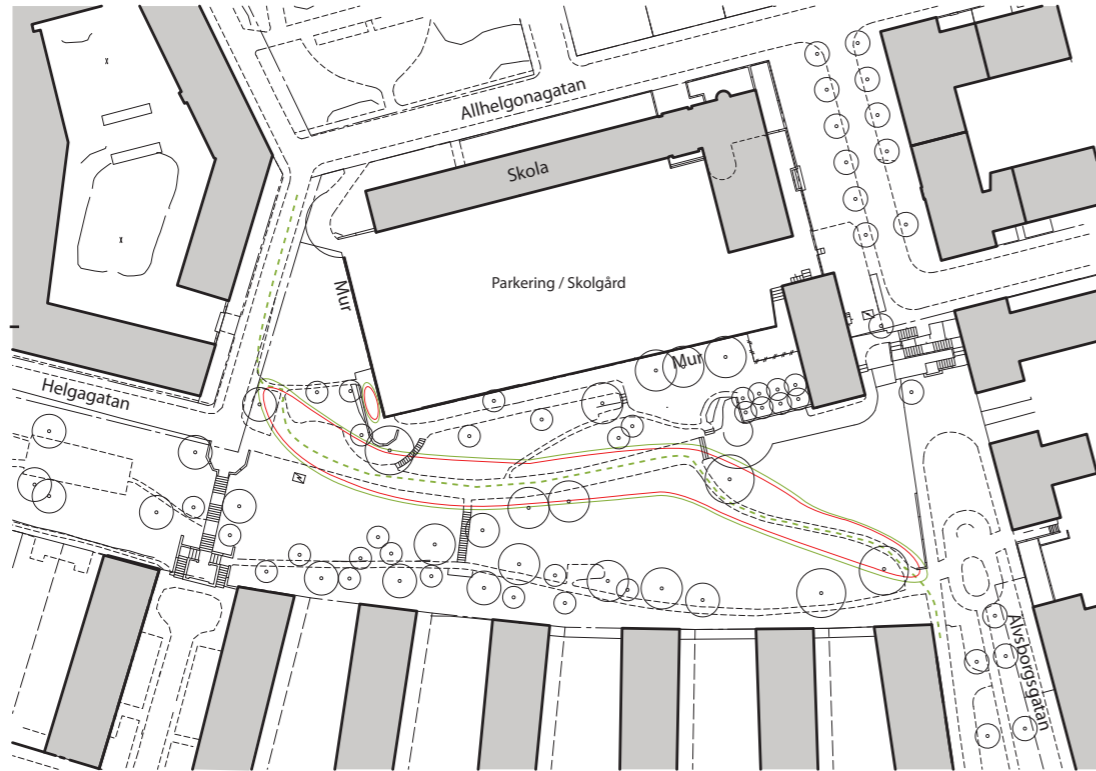 Allhelgonagatan
Skola
Parkering / Skolgård
Mur
Mur
Helgagatan
Älvsborgsgatan